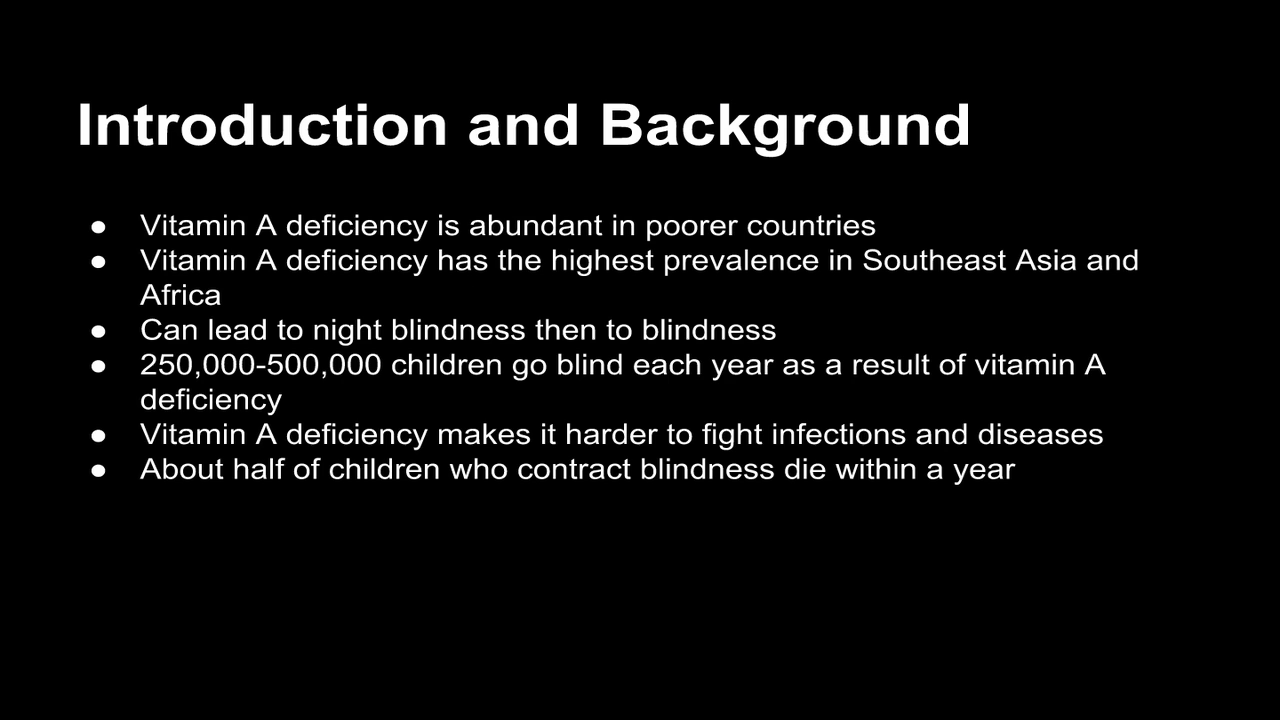 Introduction and Background
● Vitamin A deficiency is abundant in poorer countries
● Vitamin A deficiency has the highest prevalence in Southeast Asia and
Africa
● Can lead to night blindness then to blindness
● 250,000-500,000 children go blind each year as a result of vitamin A
deficiency
● Vitamin A deficiency makes it harder to fight infections and diseases
● About half of children who contract blindness die within a year